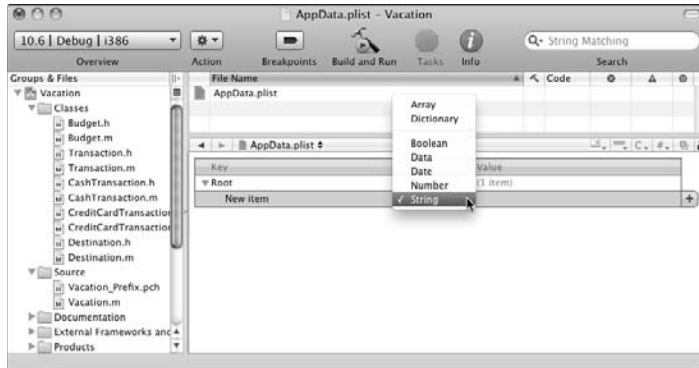 AppData.plist – Vacation
10.6 | Debug | i386
Overview
Action
Breakpoints
Build and Run
Tasks
Info
String Matching
Search
Groups & Files
Vacation
Classes
Budget.h
Budget.m
Transaction.h
Transaction.m
CashTransaction.h
CashTransaction.m
CreditCardTransaction
CreditCardTransaction
Destination.h
Destination.m
Source
Vacation_Prefix.pch
Vacation.m
Documentation
External Frameworks and
Products
File Name
Code
AppData.plist
AppData.plist
C
#
Key
Value
Root
(1 item)
New item
Array
Dictionary
Boolean
Data
Date
Number
✓ String
+